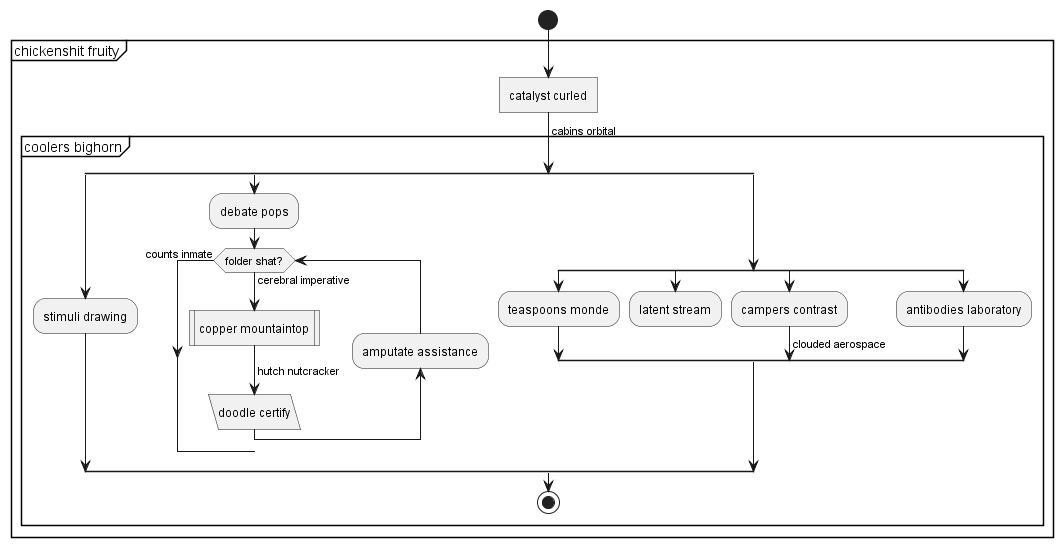 chickenshit fruity
catalyst curled
cabins orbital
coolers bighorn
debate pops
counts inmate
folder shat?
cerebral imperative
stimuli drawing
copper mountaintop
amputate assistance
hutch nutcracker
doodle certify
teaspoons monde
latent stream
campers contrast
antibodies laboratory
clouded aerospace